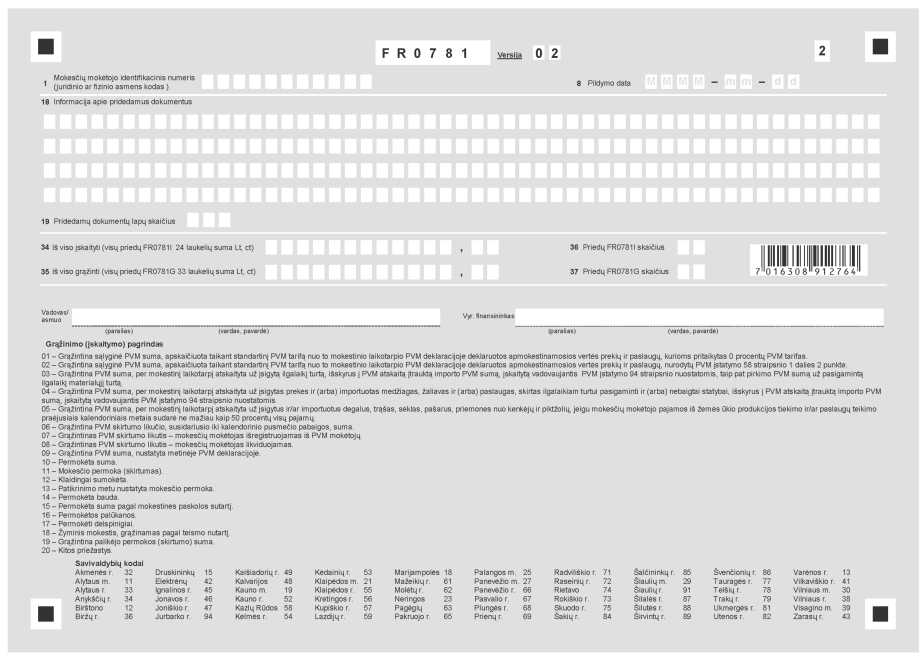 FR0781 Versija 02 2
1 Mokesčių mokėtojo identifikacinis numeris
(juridinio ar fizinio asmens kodas )
8 Pildymo data M M M M – m m – d d
18 Informacija apie pridedamus dokumentus
19 Pridedamų dokumentų lapų skaičius
34 Iš viso įskaityti (visų priedų FR0781I 24 laukelių suma Lt, ct) , 36 Priedų FR0781I skaičius
35 Iš viso grąžinti (visų priedų FR0781G 33 laukelių suma Lt, ct) , 37 Priedų FR0781G skaičius
7 016308 912764
Vadovas/
asmuo
Vyr. finansininkas
(parašas) (vardas, pavardė) (parašas) (vardas, pavardė)
Grąžinimo (įskaitymo) pagrindas
01 – Grąžintina sąlyginė PVM suma, apskaičiuota taikant standartinį PVM tarifą nuo to mokestinio laikotarpio PVM deklaracijoje deklaruotos apmokestinamosios vertės prekių ir paslaugų, kurioms pritaikytas 0 procentų PVM tarifas.
02 – Grąžintina sąlyginė PVM suma, apskaičiuota taikant standartinį PVM tarifą nuo to mokestinio laikotarpio PVM deklaracijoje deklaruotos apmokestinamosios vertės prekių ir paslaugų, nurodytų PVM įstatymo 58 straipsnio 1 dalies 2 punkte.
03 – Grąžintina PVM suma, per mokestinį laikotarpį atskaityta už įsigytą ilgalaikį turtą, išskyrus į PVM atskaitą įtrauktą importo PVM sumą, įskaitytą vadovaujantis PVM įstatymo 94 straipsnio nuostatomis, taip pat pirkimo PVM sumą už pasigamintą
ilgalaikį materialųjį turtą.
04 – Grąžintina PVM suma, per mokestinį laikotarpį atskaityta už įsigytas prekes ir (arba) importuotas medžiagas, žaliavas ir (arba) paslaugas, skirtas ilgalaikiam turtui pasigaminti ir (arba) nebaigtai statybai, išskyrus į PVM atskaitą įtrauktą importo PVM
sumą, įskaitytą vadovaujantis PVM įstatymo 94 straipsnio nuostatomis.
05 – Grąžintina PVM suma, per mokestinį laikotarpį atskaityta už įsigytus ir/ar importuotus degalus, trąšas, sėklas, pašarus, priemones nuo kenkėjų ir piktžolių, jeigu mokesčių mokėtojo pajamos iš žemės ūkio produkcijos tiekimo ir/ar paslaugų teikimo
praėjusiais kalendoriniais metais sudarė ne mažiau kaip 50 procentų visų pajamų.
06 – Grąžintina PVM skirtumo likučio, susidariusio iki kalendorinio pusmečio pabaigos, suma.
07 – Grąžintinas PVM skirtumo likutis – mokesčių mokėtojas išregistruojamas iš PVM mokėtojų.
08 – Grąžintinas PVM skirtumo likutis – mokesčių mokėtojas likviduojamas.
09 – Grąžintina PVM suma, nustatyta metinėje PVM deklaracijoje.
10 – Permokėta suma.
11 – Mokesčio permoka (skirtumas).
12 – Klaidingai sumokėta.
13 – Patikrinimo metu nustatyta mokesčio permoka.
14 – Permokėta bauda.
15 – Permokėta suma pagal mokestinės paskolos sutartį.
16 – Permokėtos palūkanos.
17 – Permokėti delspinigiai.
18 – Žyminis mokestis, grąžinamas pagal teismo nutartį.
19 – Grąžintina palikėjo permokos (skirtumo) suma.
20 – Kitos priežastys.
Savivaldybių kodai
Akmenės r. 32 Druskininkų 15 Kaišiadorių r. 49 Kėdainių r. 53 Marijampolės 18 Palangos m. 25 Radviliškio r. 71 Šalčininkų r. 85 Švenčionių r. 86 Varėnos r. 13
Alytaus m. 11 Elektrėnų 42 Kalvarijos 48 Klaipėdos m. 21 Mažeikių r. 61 Panevėžio m. 27 Raseinių r. 72 Šiaulių m. 29 Tauragės r. 77 Vilkaviškio r. 41
Alytaus r. 33 Ignalinos r. 45 Kauno m. 19 Klaipėdos r. 55 Molėtų r. 62 Panevėžio r. 66 Rietavo 74 Šiaulių r. 91 Telšių r. 78 Vilniaus m. 30
Anykščių r. 34 Jonavos r. 46 Kauno r. 52 Kretingos r. 56 Neringos 23 Pasvalio r. 67 Rokiškio r. 73 Šilalės r. 87 Trakų r. 79 Vilniaus r. 38
Birštono 12 Joniškio r. 47 Kazlų Rūdos 58 Kupiškio r. 57 Pagėgių 63 Plungės r. 68 Skuodo r. 75 Šilutės r. 88 Ukmergės r. 81 Visagino m. 39
Biržų r. 36 Jurbarko r. 94 Kelmės r. 54 Lazdijų r. 59 Pakruojo r. 65 Prienų r. 69 Šakių r. 84 Širvintų r. 89 Utenos r. 82 Zarasų r. 43